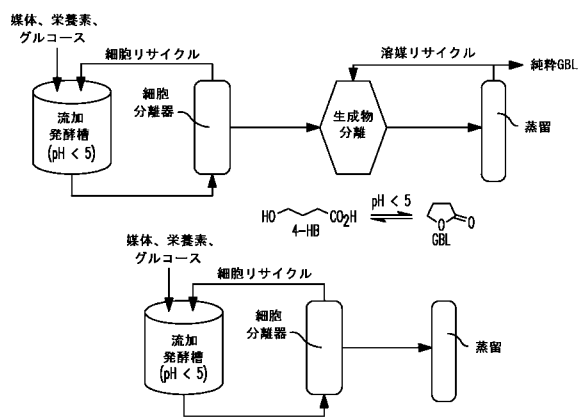 媒体、栄養素、
グルコース
細胞リサイクル
流加
発酵槽
(pH < 5)
細胞
分離器
溶媒リサイクル
生成物
分離
純粋GBL
蒸留
HO CO₂H
4-HB
pH < 5
O O
GBL
媒体、栄養素、
グルコース
細胞リサイクル
流加
発酵槽
(pH < 5)
細胞
分離器
蒸留